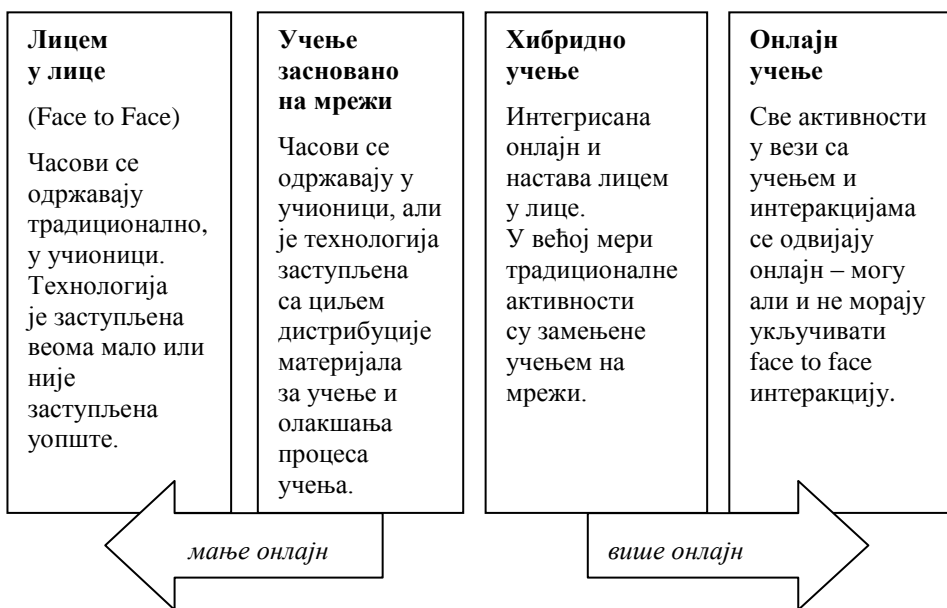 Лицем
у лице
(Face to Face)
Часови се
одржавају
традиционално,
у учионици.
Технологија
је заступљена
веома мало или
није
заступљена
уопште.
Учење
засновано
на мрежи
Часови се
одржавају у
учионици, али
је технологија
заступљена
са циљем
дистрибуције
материјала
за учење и
олакшања
процеса
учења.
Хибридно
учење
Интегрисана
онлајн и
настава лицем
у лице.
У већој мери
традиционалне
активности
су замењене
учењем на
мрежи.
Онлајн
учење
Све активности
у вези са
учењем и
интеракцијама
се одвијају
онлајн – могу
али и не морају
укључивати
face to face
интеракцију.
мање онлајн
више онлајн